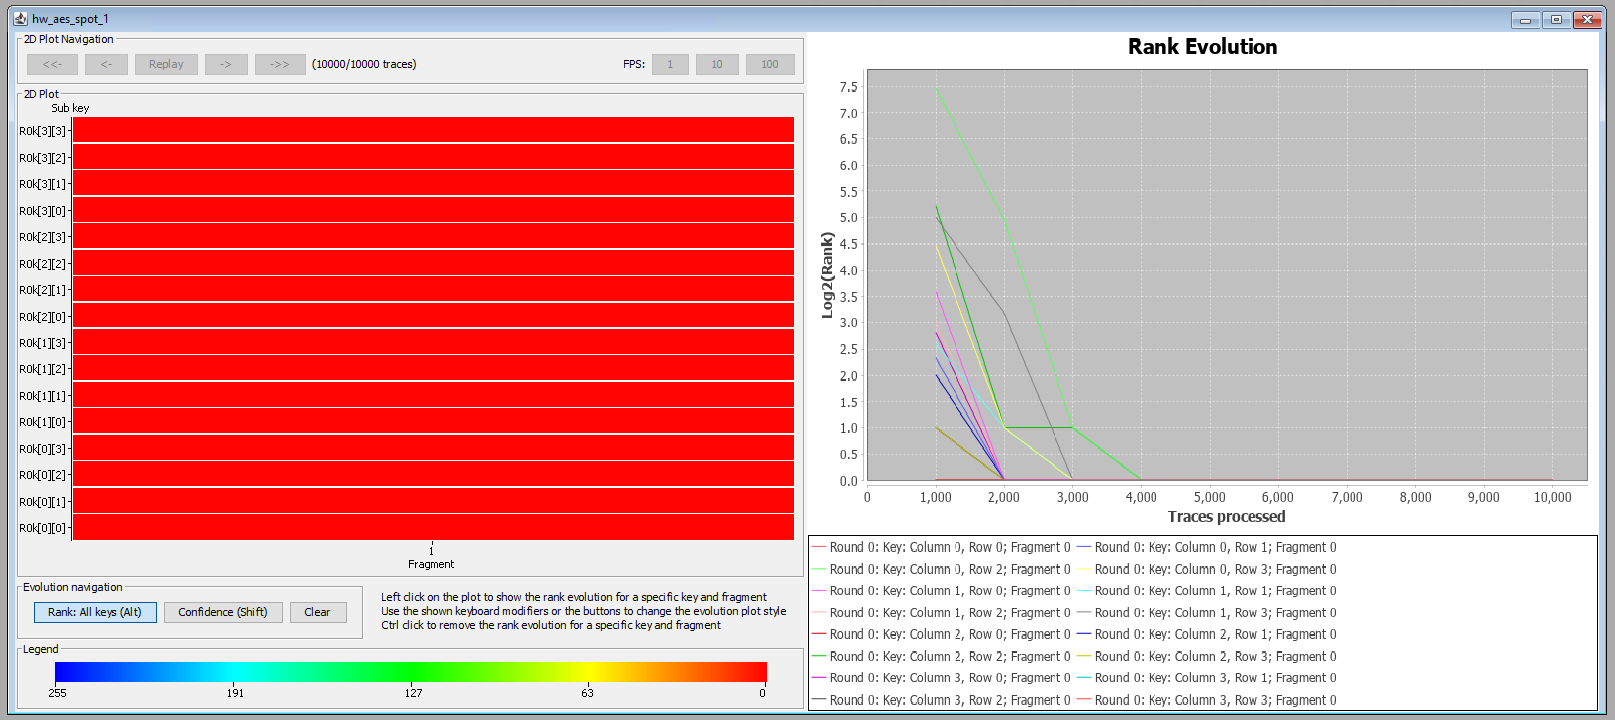 hw_aes_spot_1
2D Plot Navigation
<<- <- Replay -> ->> (10000/10000 traces) FPS: 1 10 100
2D Plot
Sub key
R0k[3][3]
R0k[3][2]
R0k[3][1]
R0k[3][0]
R0k[2][3]
R0k[2][2]
R0k[2][1]
R0k[2][0]
R0k[1][3]
R0k[1][2]
R0k[1][1]
R0k[1][0]
R0k[0][3]
R0k[0][2]
R0k[0][1]
R0k[0][0]
1
Fragment
Evolution navigation
Rank: All keys (Alt) Confidence (Shift) Clear
Left click on the plot to show the rank evolution for a specific key and fragment
Use the shown keyboard modifiers or the buttons to change the evolution plot style
Ctrl click to remove the rank evolution for a specific key and fragment
Legend
255 191 127 63 0
Rank Evolution
Log2(Rank)
7.5
7.0
6.5
6.0
5.5
5.0
4.5
4.0
3.5
3.0
2.5
2.0
1.5
1.0
0.5
0.0
0 1,000 2,000 3,000 4,000 5,000 6,000 7,000 8,000 9,000 10,000
Traces processed
Round 0: Key: Column 0, Row 0; Fragment 0 Round 0: Key: Column 0, Row 1; Fragment 0
Round 0: Key: Column 0, Row 2; Fragment 0 Round 0: Key: Column 0, Row 3; Fragment 0
Round 0: Key: Column 1, Row 0; Fragment 0 Round 0: Key: Column 1, Row 1; Fragment 0
Round 0: Key: Column 1, Row 2; Fragment 0 Round 0: Key: Column 1, Row 3; Fragment 0
Round 0: Key: Column 2, Row 0; Fragment 0 Round 0: Key: Column 2, Row 1; Fragment 0
Round 0: Key: Column 2, Row 2; Fragment 0 Round 0: Key: Column 2, Row 3; Fragment 0
Round 0: Key: Column 3, Row 0; Fragment 0 Round 0: Key: Column 3, Row 1; Fragment 0
Round 0: Key: Column 3, Row 2; Fragment 0 Round 0: Key: Column 3, Row 3; Fragment 0